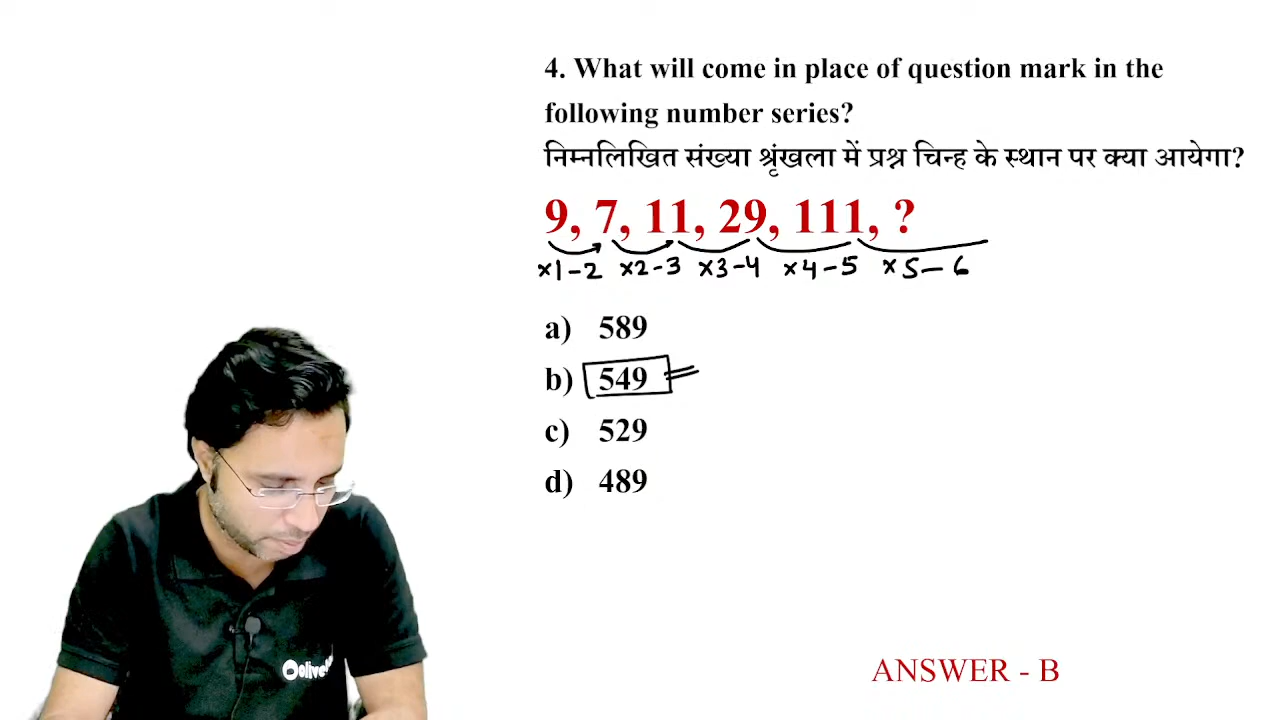 4. What will come in place of question mark in the
following number series?
निम्नलिखित संख्या श्रृंखला में प्रश्न चिन्ह के स्थान पर क्या आयेगा?
9, 7, 11, 29, 111, ?
×1-2 ×2-3 ×3-4 ×4-5 ×5-6
a) 589
b) 549
c) 529
d) 489
olive
ANSWER - B